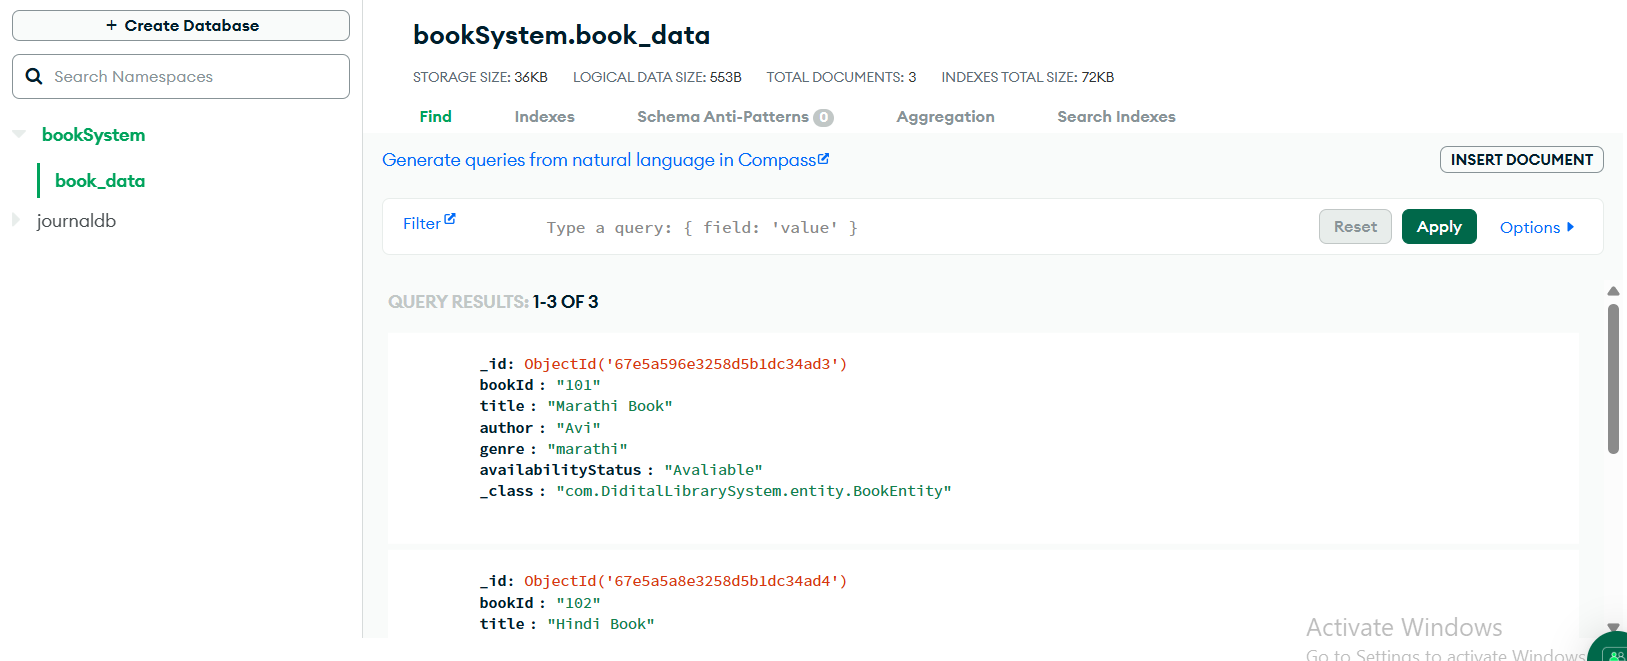 + Create Database
Search Namespaces
bookSystem
book_data
journaldb
bookSystem.book_data
STORAGE SIZE: 36KB LOGICAL DATA SIZE: 553B TOTAL DOCUMENTS: 3 INDEXES TOTAL SIZE: 72KB
Find Indexes Schema Anti-Patterns 0 Aggregation Search Indexes
Generate queries from natural language in Compass
INSERT DOCUMENT
Filter Type a query: { field: 'value' } Reset Apply Options
QUERY RESULTS: 1-3 OF 3
_id: ObjectId('67e5a596e3258d5b1dc34ad3')
bookId : "101"
title : "Marathi Book"
author : "Avi"
genre : "marathi"
availabilityStatus : "Avaliable"
_class : "com.DiditalLibrarySystem.entity.BookEntity"
_id: ObjectId('67e5a5a8e3258d5b1dc34ad4')
bookId : "102"
title : "Hindi Book"
Activate Windows
Go to Settings to activate Windows